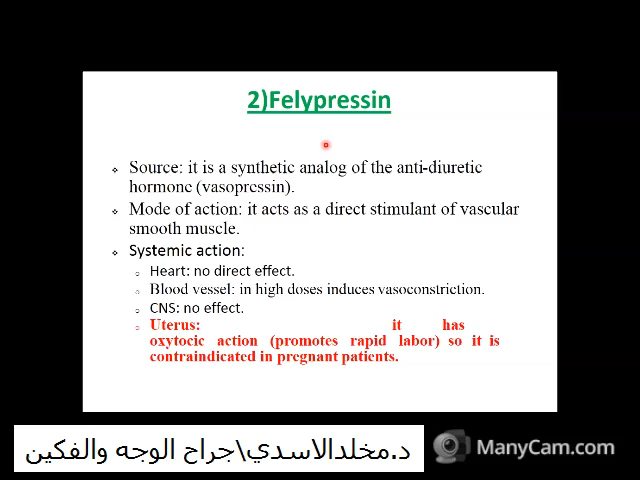 2)Felypressin
Source: it is a synthetic analog of the anti-diuretic
hormone (vasopressin).
Mode of action: it acts as a direct stimulant of vascular
smooth muscle.
Systemic action:
Heart: no direct effect.
Blood vessel: in high doses induces vasoconstriction.
CNS: no effect.
Uterus: it has
oxytocic action (promotes rapid labor) so it is
contraindicated in pregnant patients.
د.مخلدالاسدي\جراح الوجه والفكين
ManyCam.com